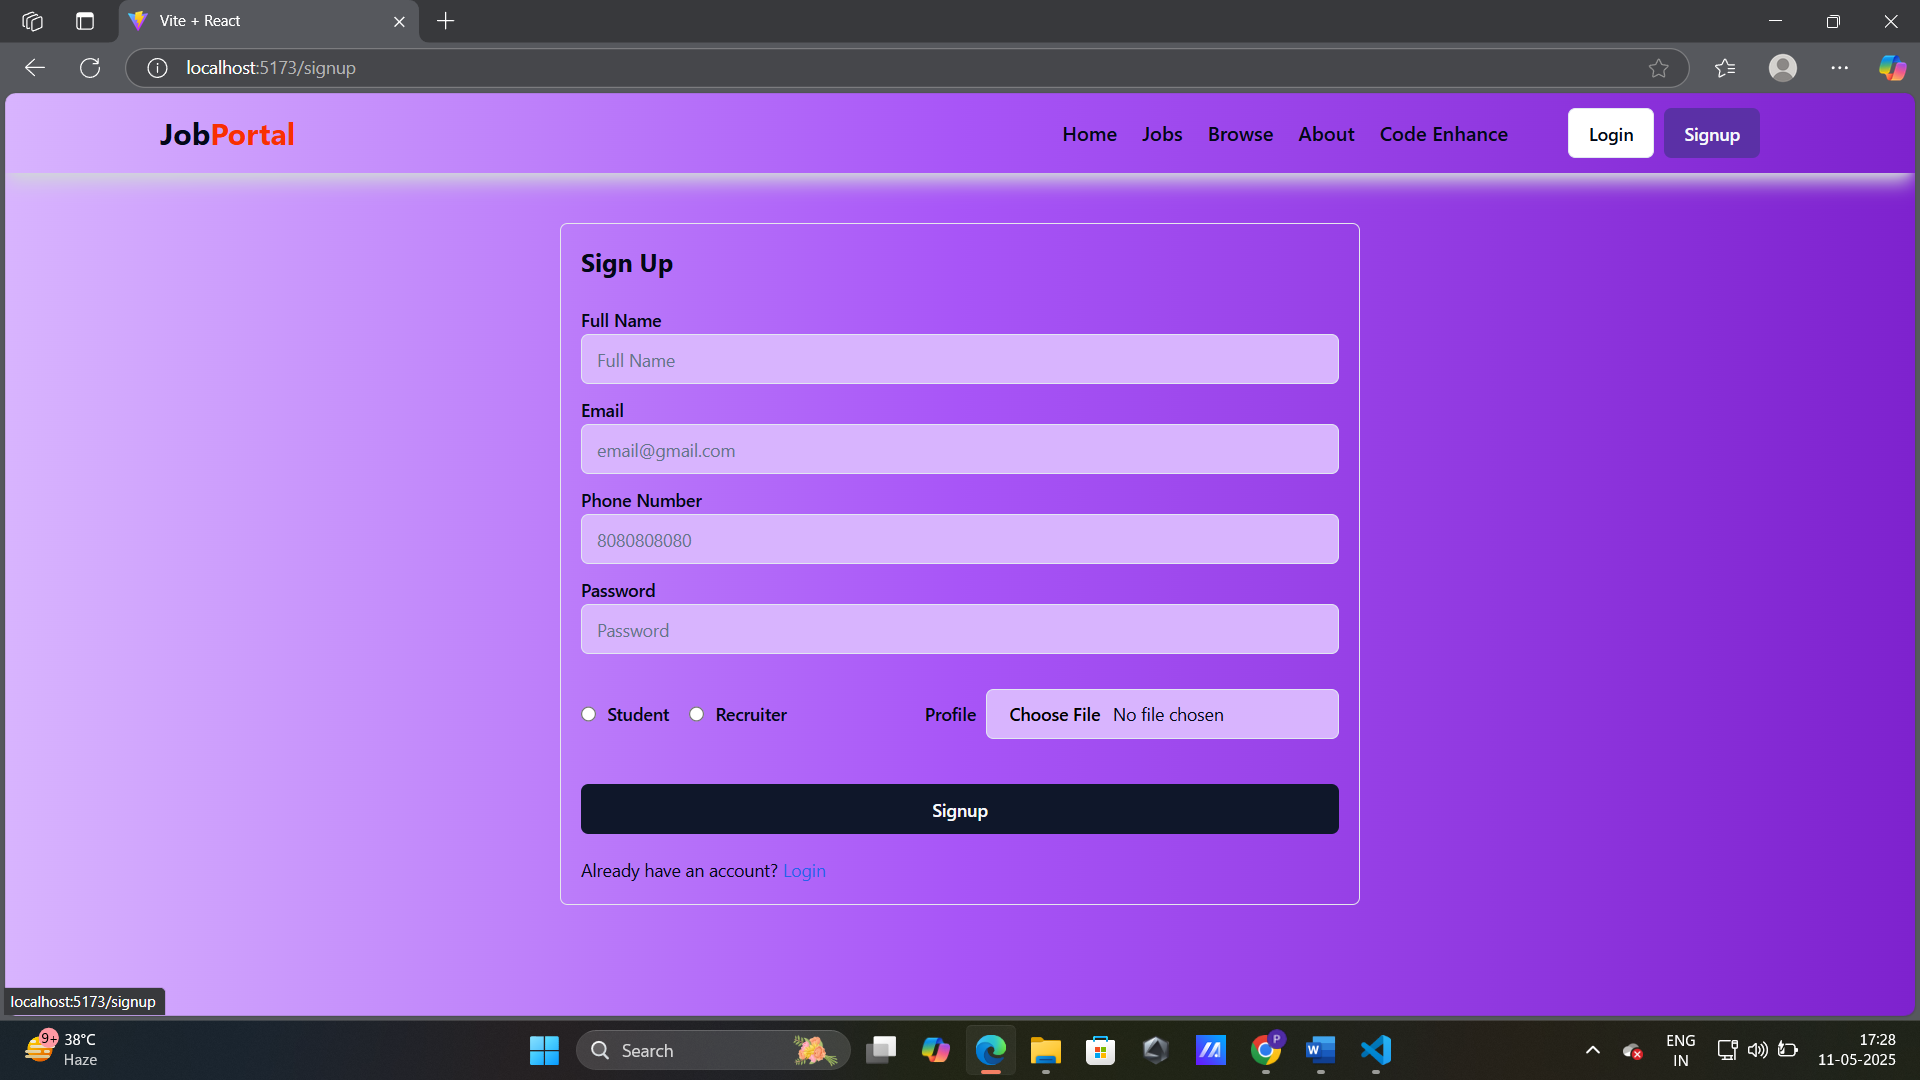 Vite + React
localhost:5173/signup
JobPortal
Home Jobs Browse About Code Enhance Login Signup
Sign Up
Full Name
Full Name
Email
email@gmail.com
Phone Number
8080808080
Password
Password
Student Recruiter Profile Choose File No file chosen
Signup
Already have an account? Login
localhost:5173/signup
9+
38°C
Haze
Search
P
W
ENG
IN
17:28
11-05-2025